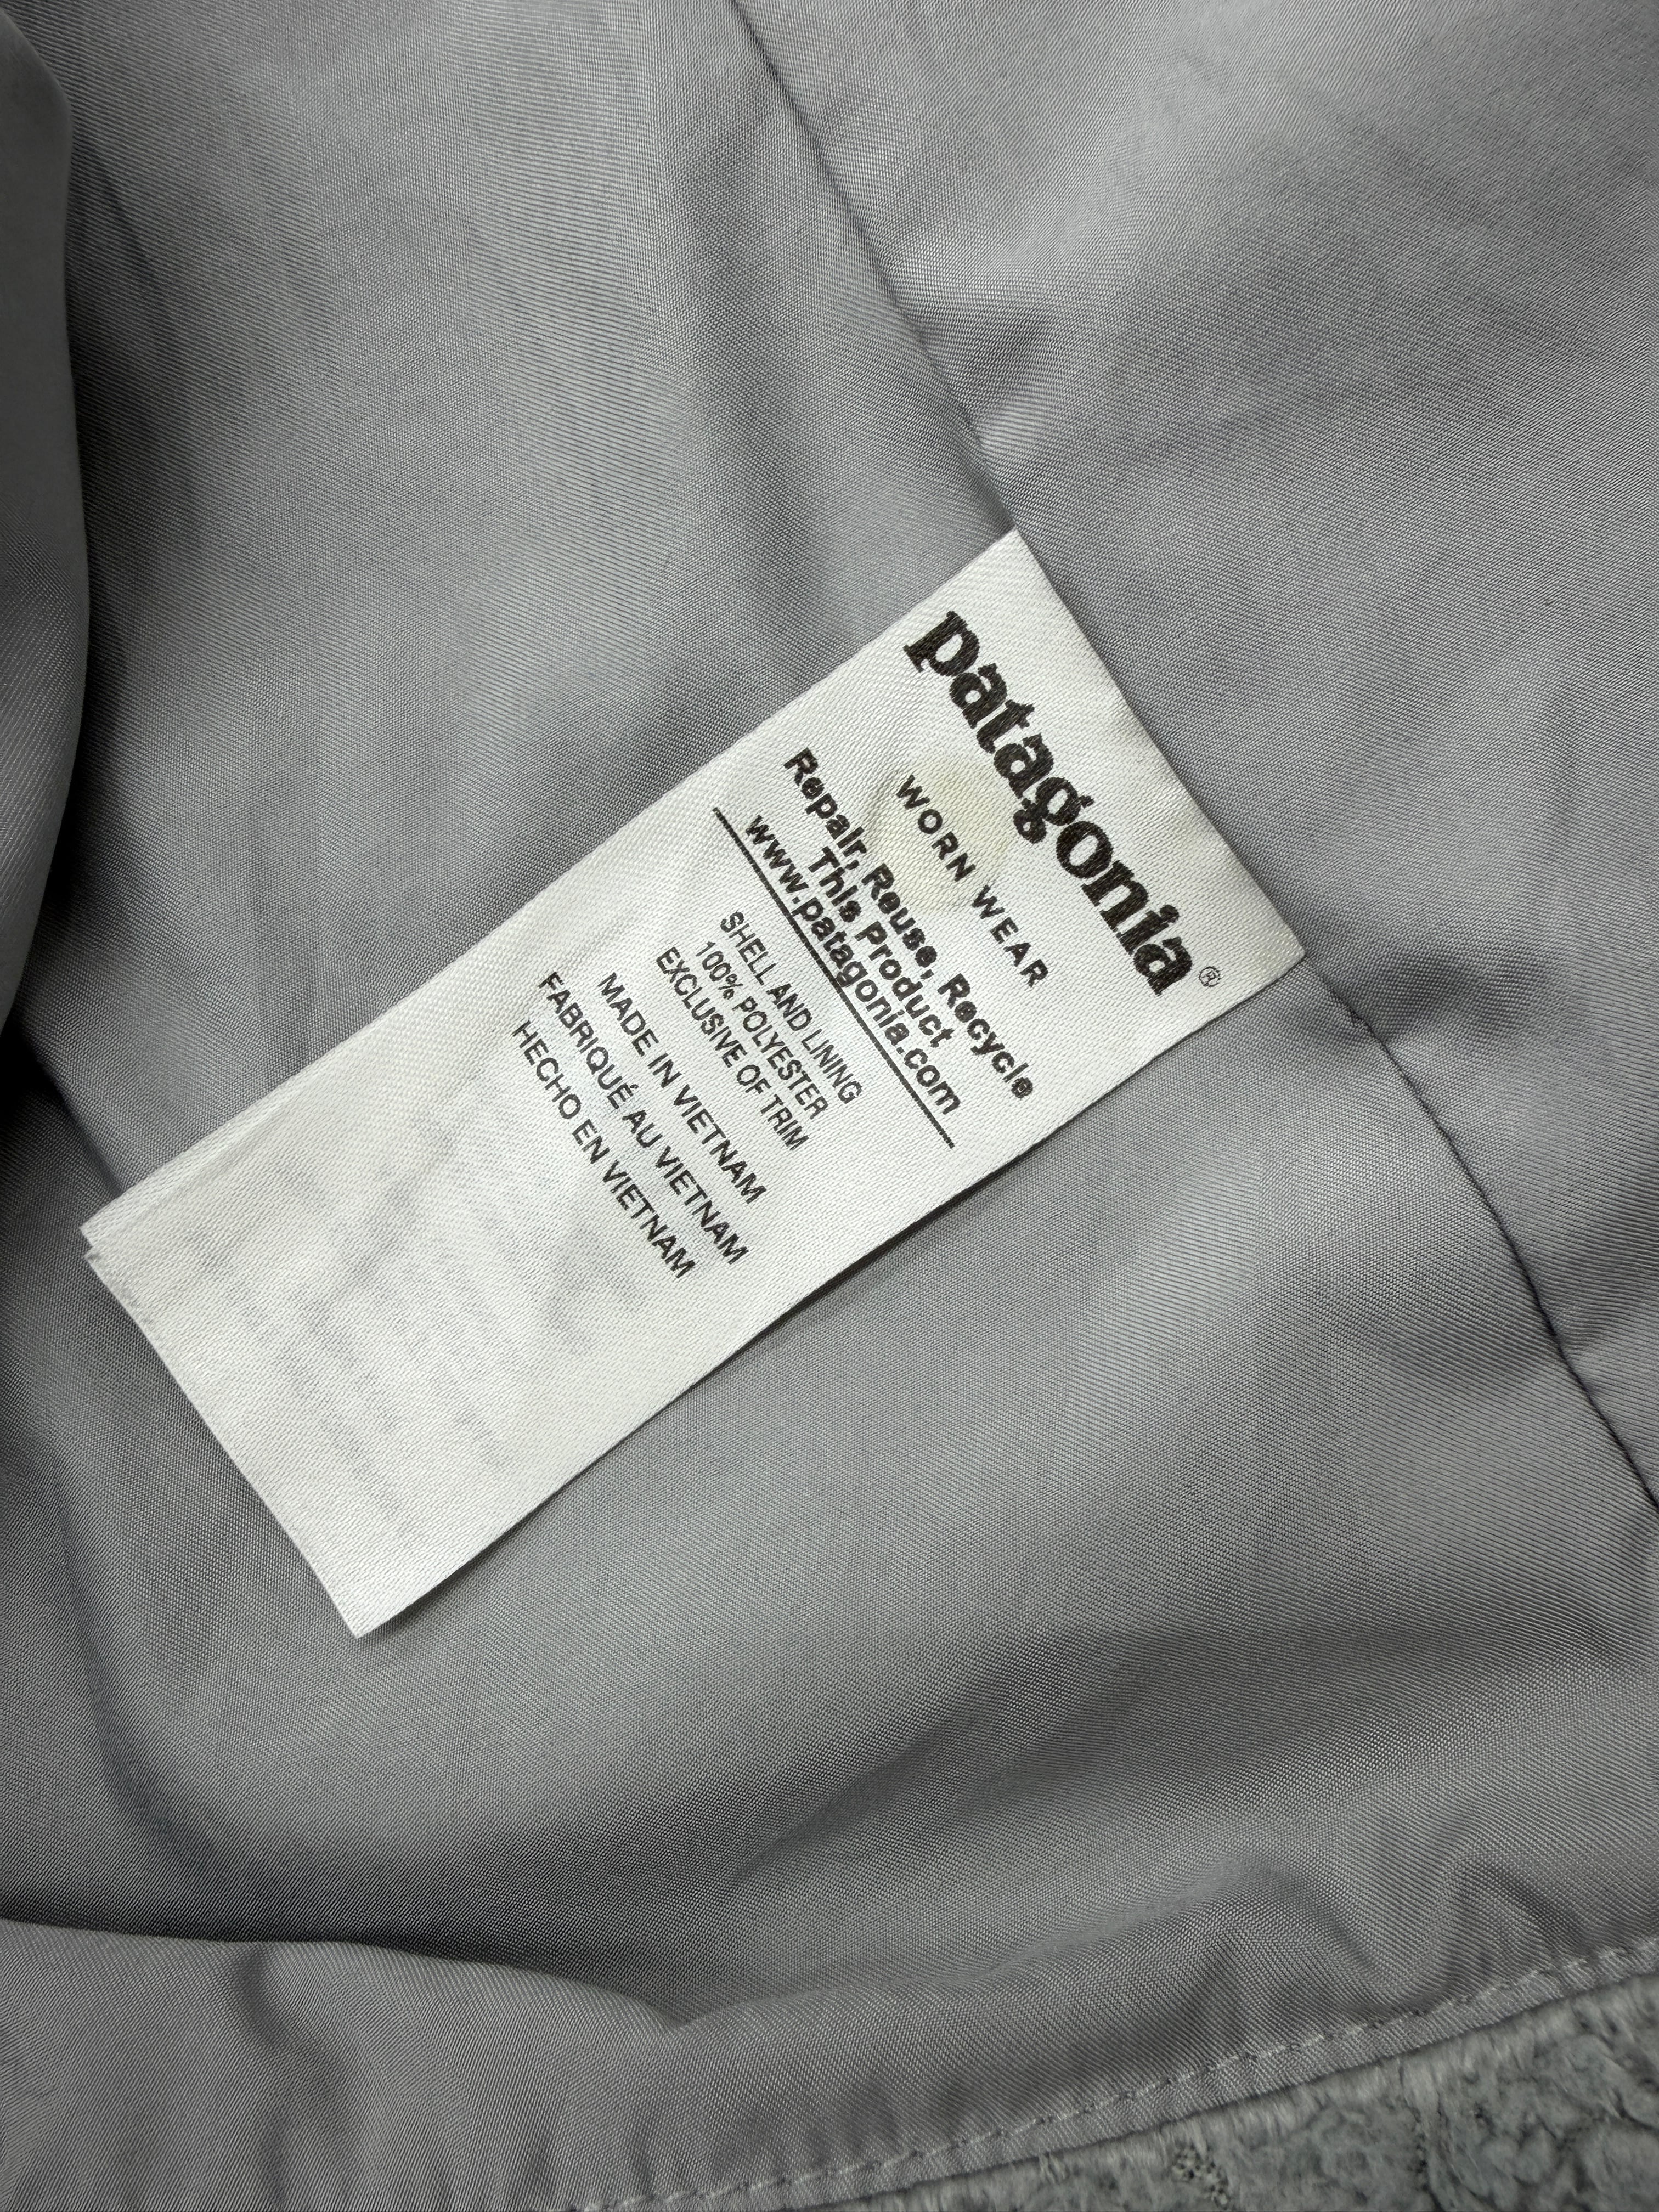 patagonia®
WORN WEAR
Repair, Reuse, Recycle
This Product
www.patagonia.com
SHELL AND LINING
100% POLYESTER
EXCLUSIVE OF TRIM
MADE IN VIETNAM
FABRIQUÉ AU VIETNAM
HECHO EN VIETNAM